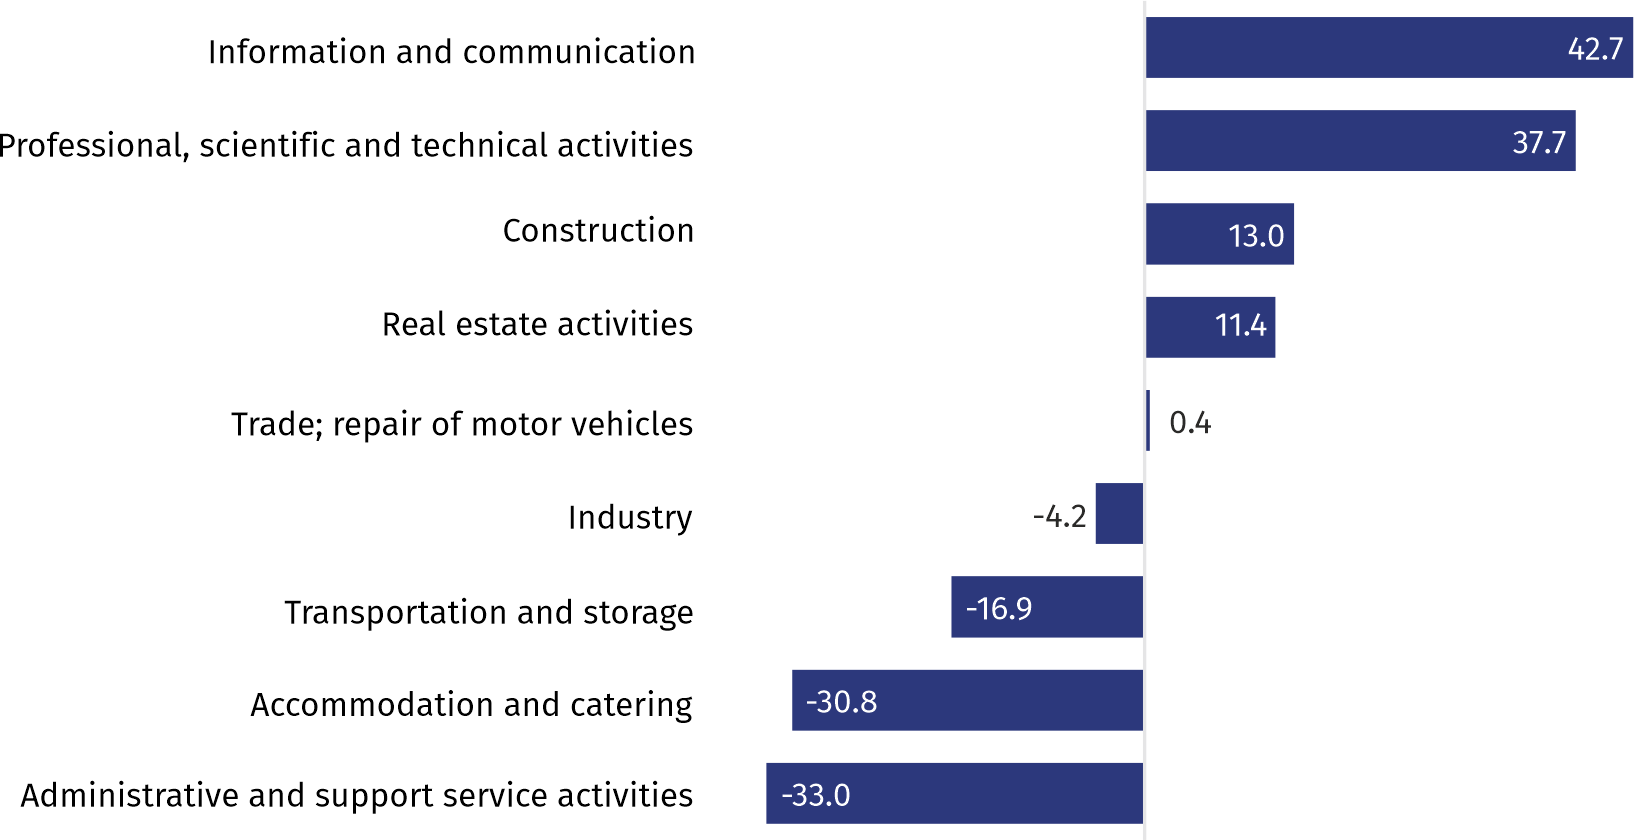 Information and communication
42.7
Professional, scientific and technical activities
37.7
Construction
13.0
Real estate activities
11.4
Trade; repair of motor vehicles
0.4
Industry
-4.2
Transportation and storage
-16.9
Accommodation and catering
-30.8
Administrative and support service activities
-33.0